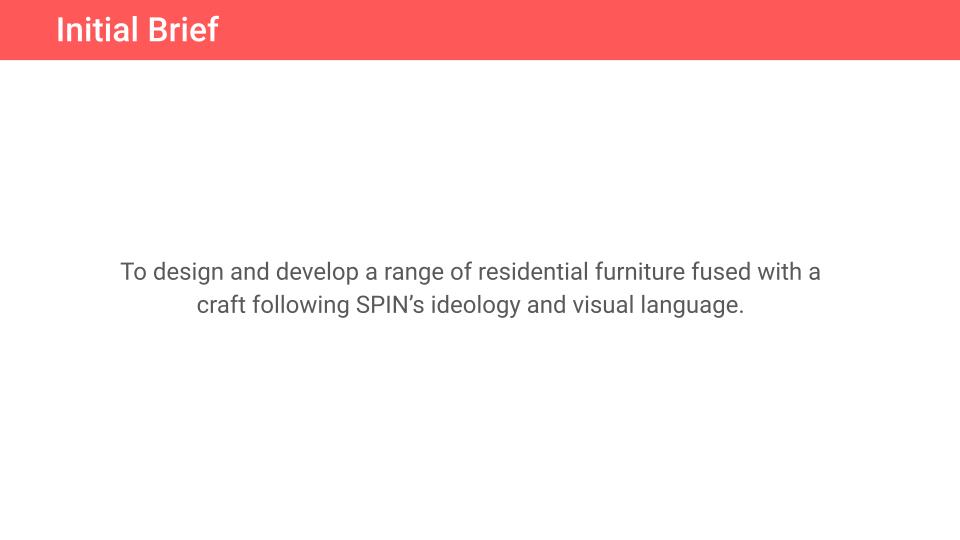 Initial Brief
To design and develop a range of residential furniture fused with a
craft following SPIN’s ideology and visual language.